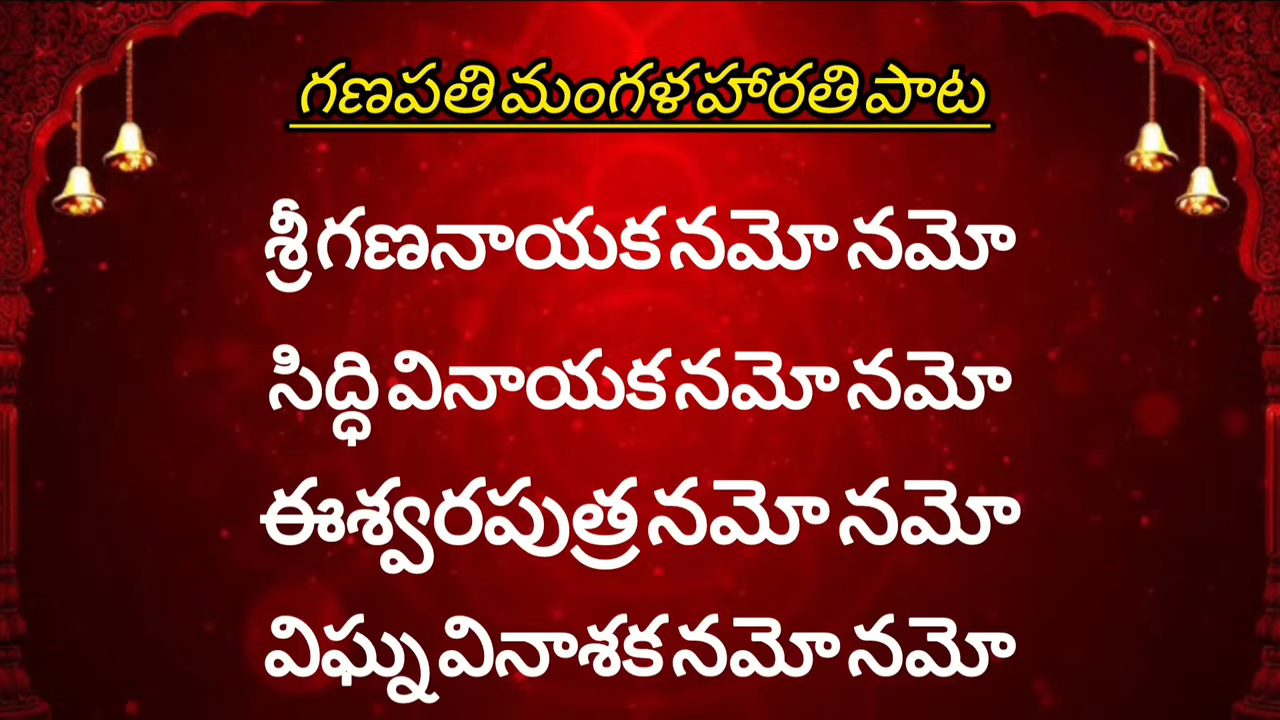 గణపతి మంగళహారతి పాట
శ్రీ గణనాయక నమో నమో
సిద్ధి వినాయక నమో నమో
ఈశ్వరపుత్ర నమో నమో
విఘ్న వినాశక నమో నమో